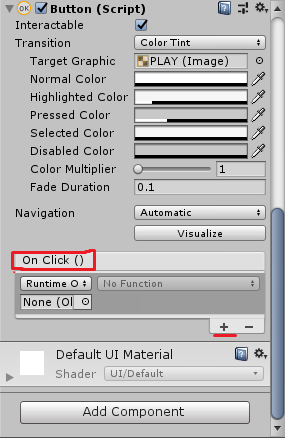 OK Button (Script)
Interactable
Transition Color Tint
Target Graphic PLAY (Image)
Normal Color
Highlighted Color
Pressed Color
Selected Color
Disabled Color
Color Multiplier 1
Fade Duration 0.1
Navigation Automatic
Visualize
On Click ()
Runtime O No Function
None (Ol
+ −
Default UI Material
Shader UI/Default
Add Component